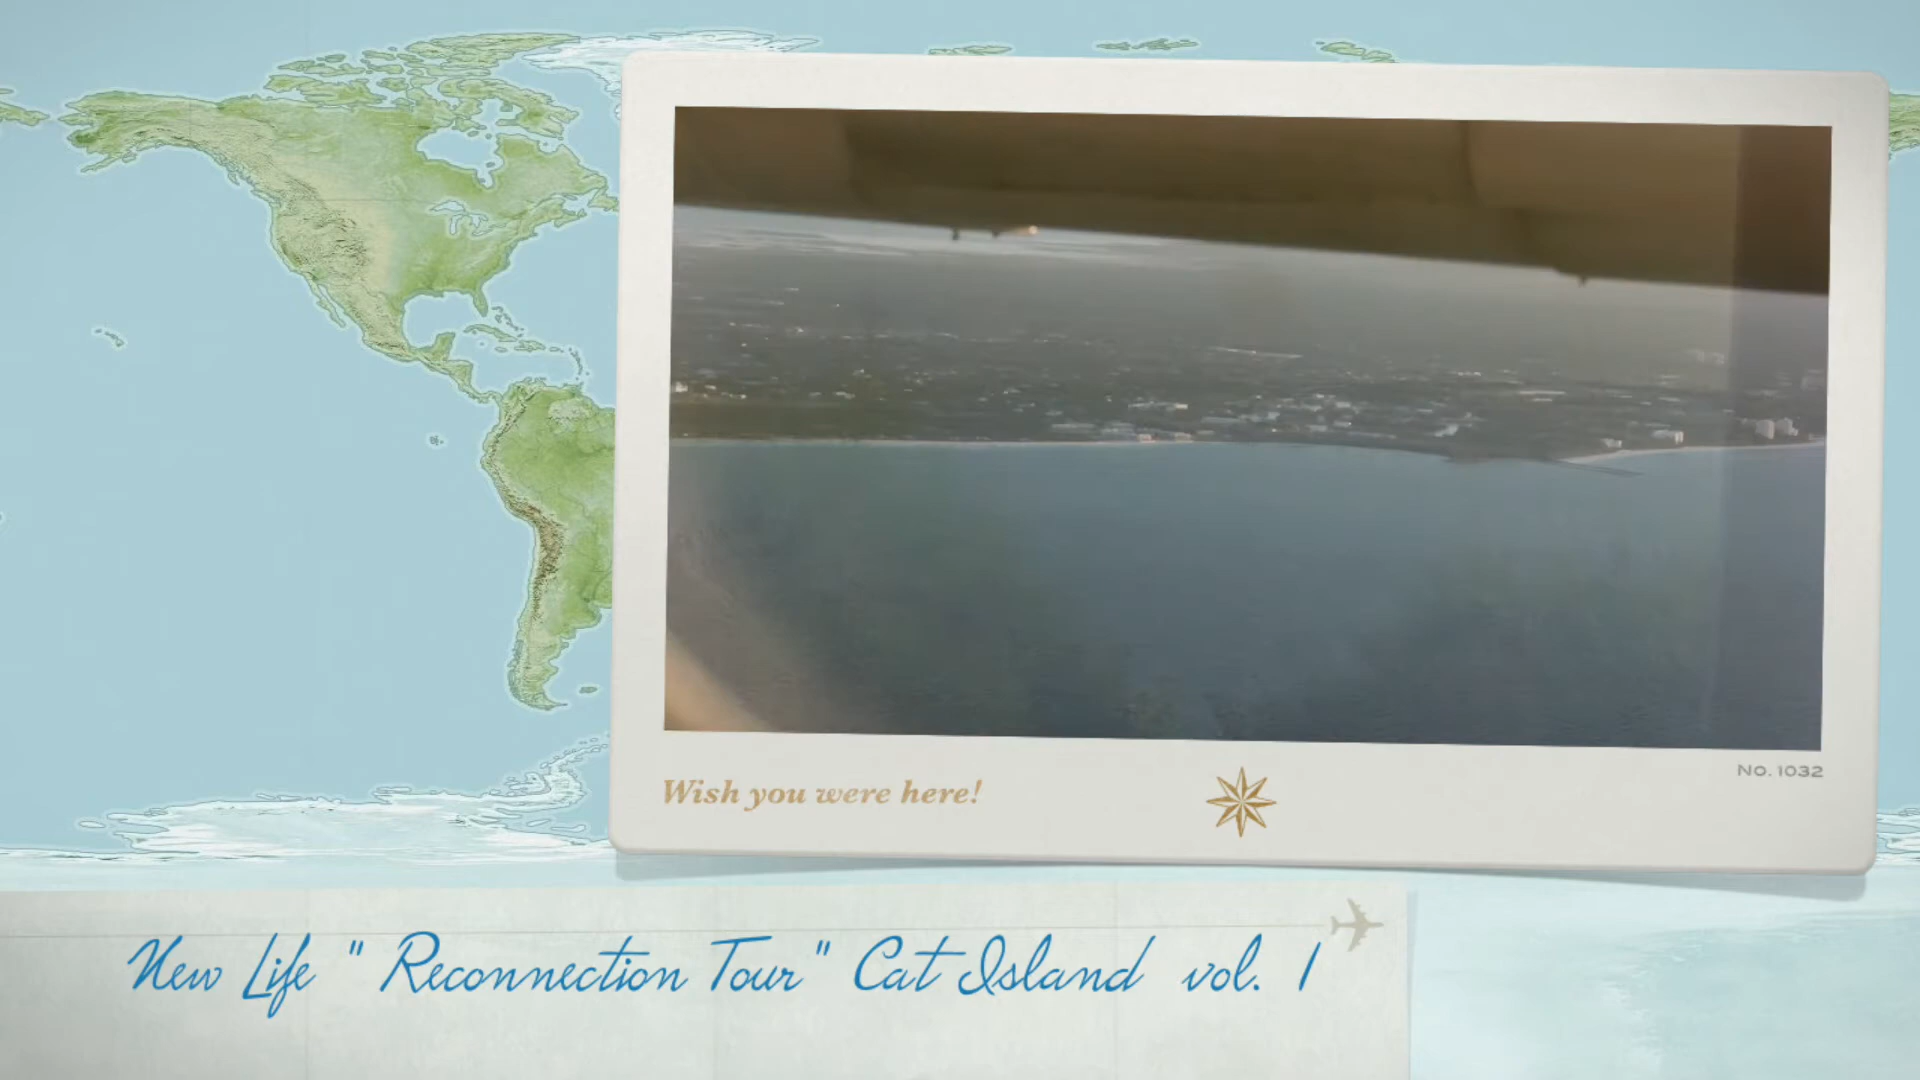 No. 1032
Wish you were here!
New Life " Reconnection Tour" Cat Island vol. 1